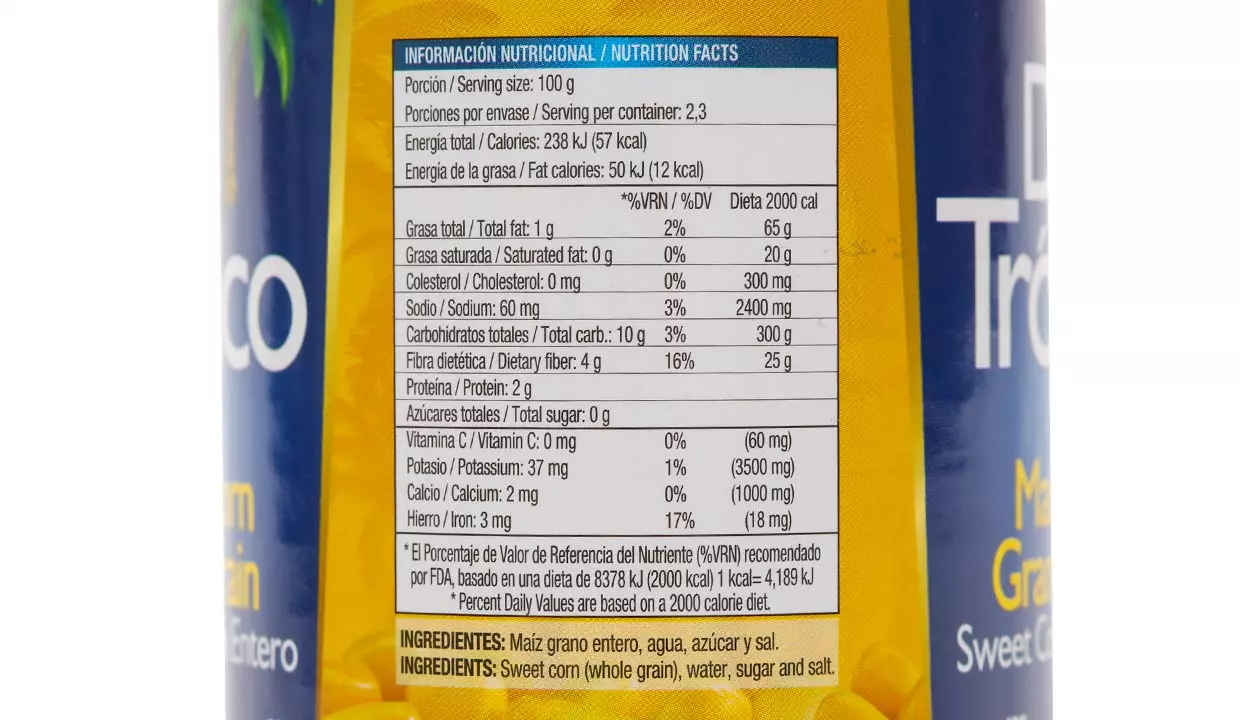 INFORMACIÓN NUTRICIONAL / NUTRITION FACTS
Porción / Serving size: 100 g
Porciones por envase / Serving per container: 2,3
Energía total / Calories: 238 kJ (57 kcal)
Energía de la grasa / Fat calories: 50 kJ (12 kcal)
*%VRN / %DV Dieta 2000 cal
Grasa total / Total fat: 1 g 2% 65 g
Grasa saturada / Saturated fat: 0 g 0% 20 g
Colesterol / Cholesterol: 0 mg 0% 300 mg
Sodio / Sodium: 60 mg 3% 2400 mg
Carbohidratos totales / Total carb.: 10 g 3% 300 g
Fibra dietética / Dietary fiber: 4 g 16% 25 g
Proteína / Protein: 2 g
Azúcares totales / Total sugar: 0 g
Vitamina C / Vitamin C: 0 mg 0% (60 mg)
Potasio / Potassium: 37 mg 1% (3500 mg)
Calcio / Calcium: 2 mg 0% (1000 mg)
Hierro / Iron: 3 mg 17% (18 mg)
* El Porcentaje de Valor de Referencia del Nutriente (%VRN) recomendado
por FDA, basado en una dieta de 8378 kJ (2000 kcal) 1 kcal= 4,189 kJ
* Percent Daily Values are based on a 2000 calorie diet.
INGREDIENTES: Maíz grano entero, agua, azúcar y sal.
INGREDIENTS: Sweet corn (whole grain), water, sugar and salt.
co
om
ain
Entero
D
Tró
Ma
Gra
Sweet C